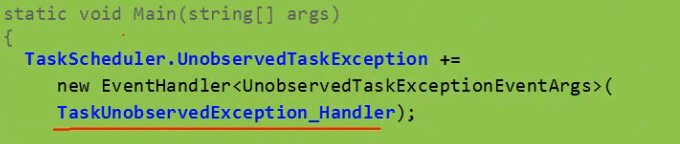 static void Main(string[] args)
{
TaskScheduler.UnobservedTaskException +=
new EventHandler<UnobservedTaskExceptionEventArgs>(
TaskUnobservedException_Handler);